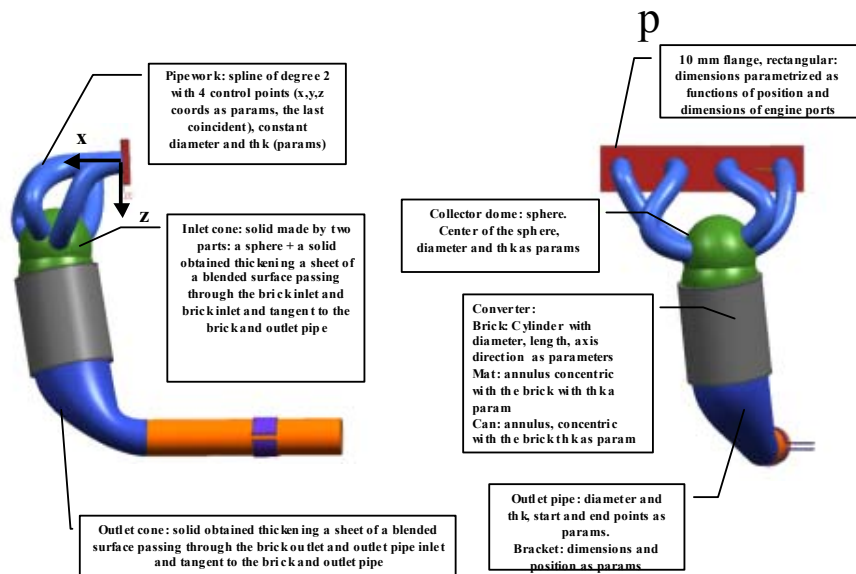 p
Pipework: spline of degree 2
with 4 control points (x,y,z
coords as params, the last
coincident), constant
diameter and thk (params)
10 mm flange, rectangular:
dimensions parametrized as
functions of position and
dimensions of engine ports
x
z
Inlet cone: solid made by two
parts: a sphere + a solid
obtained thickening a sheet of
a blended surface passing
through the brick inlet and
brick inlet and tangent to the
brick and outlet pipe
Collector dome: sphere.
Center of the sphere,
diameter and thk as params
Converter:
Brick: Cylinder with
diameter, length, axis
direction as parameters
Mat: annulus concentric
with the brick with thk a
param
Can: annulus, concentric
with the brick thk as param
Outlet pipe: diameter and
thk, start and end points as
params.
Bracket: dimensions and
position as params
Outlet cone: solid obtained thickening a sheet of a blended
surface passing through the brick outlet and outlet pipe inlet
and tangent to the brick and outlet pipe